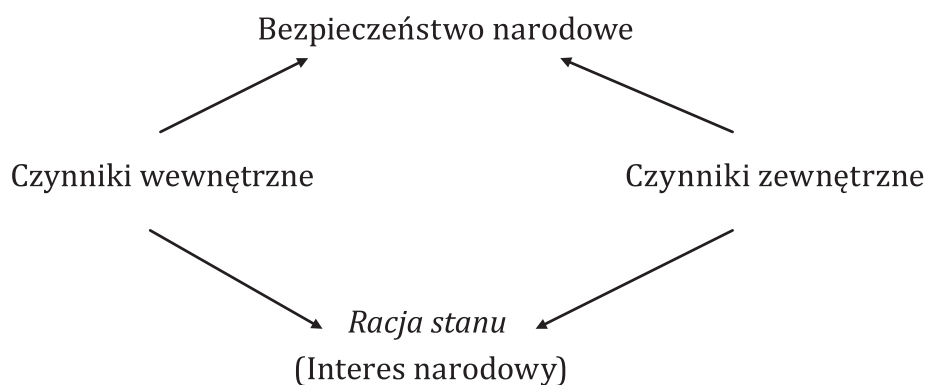 Bezpieczeństwo narodowe
Czynniki wewnętrzne
Czynniki zewnętrzne
Racja stanu
(Interes narodowy)